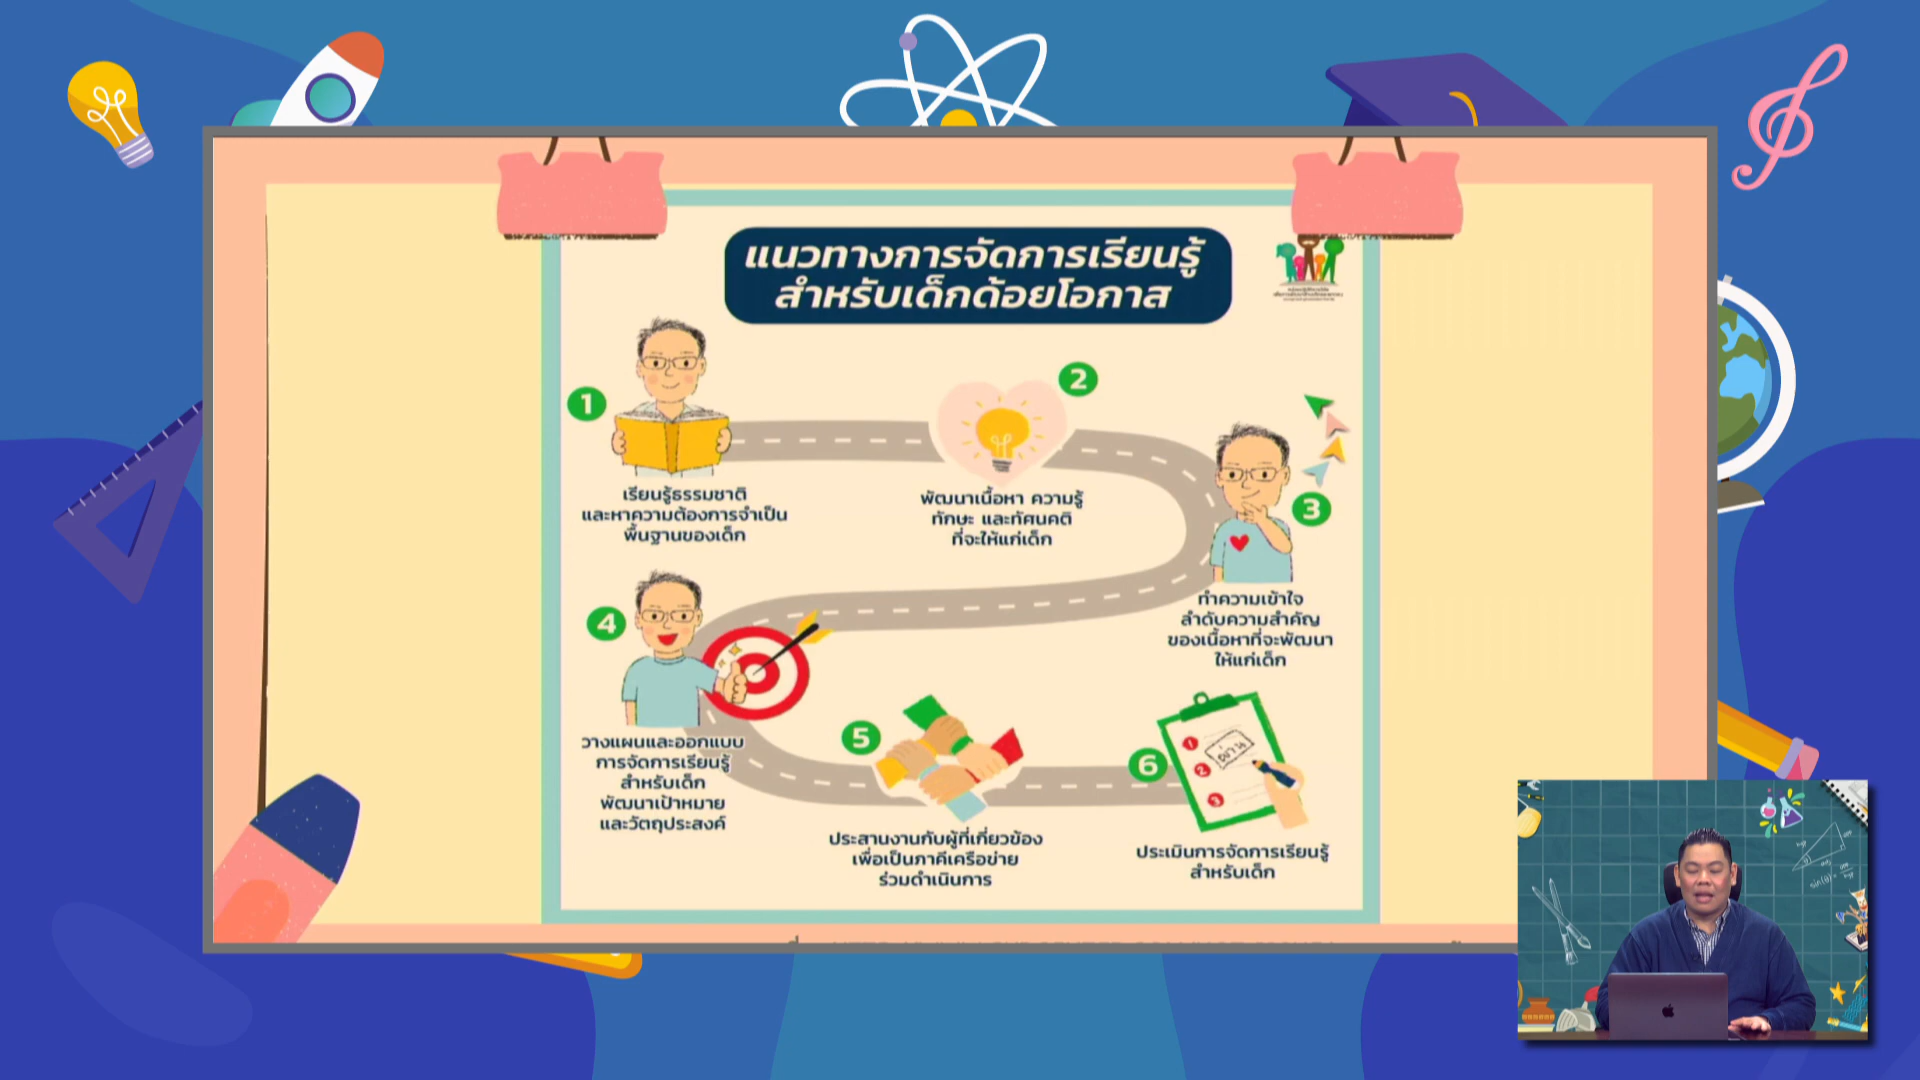 แนวทางการจัดการเรียนรู้
สำหรับเด็กด้อยโอกาส
1
เรียนรู้ธรรมชาติ
และหาความต้องการจำเป็น
พื้นฐานของเด็ก
2
พัฒนาเนื้อหา ความรู้
ทักษะ และทัศนคติ
ที่จะให้แก่เด็ก
3
ทำความเข้าใจ
ลำดับความสำคัญ
ของเนื้อหาที่จะพัฒนา
ให้แก่เด็ก
4
วางแผนและออกแบบ
การจัดการเรียนรู้
สำหรับเด็ก
พัฒนาเป้าหมาย
และวัตถุประสงค์
5
ประสานงานกับผู้ที่เกี่ยวข้อง
เพื่อเป็นภาคีเครือข่าย
ร่วมดำเนินการ
6
1
ผ่าน
2
3
ประเมินการจัดการเรียนรู้
สำหรับเด็ก